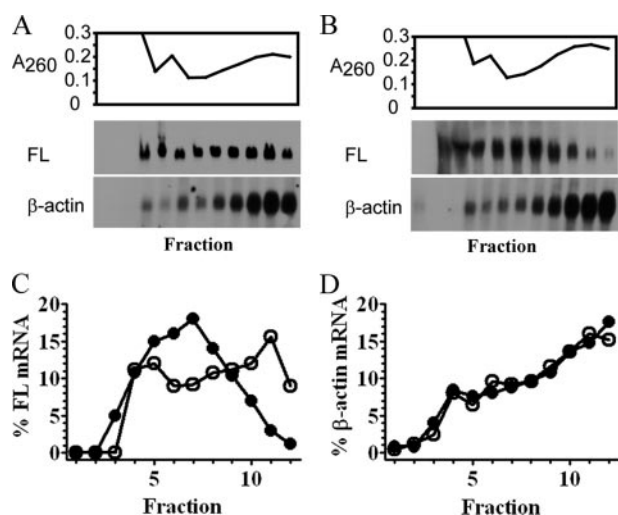 A
B
A260
0.3
0.2
0.1
0
A260
0.3
0.2
0.1
0
FL
β-actin
Fraction
FL
β-actin
Fraction
C
D
% FL mRNA
20
15
10
5
0
5 10
Fraction
% β-actin mRNA
20
15
10
5
0
5 10
Fraction